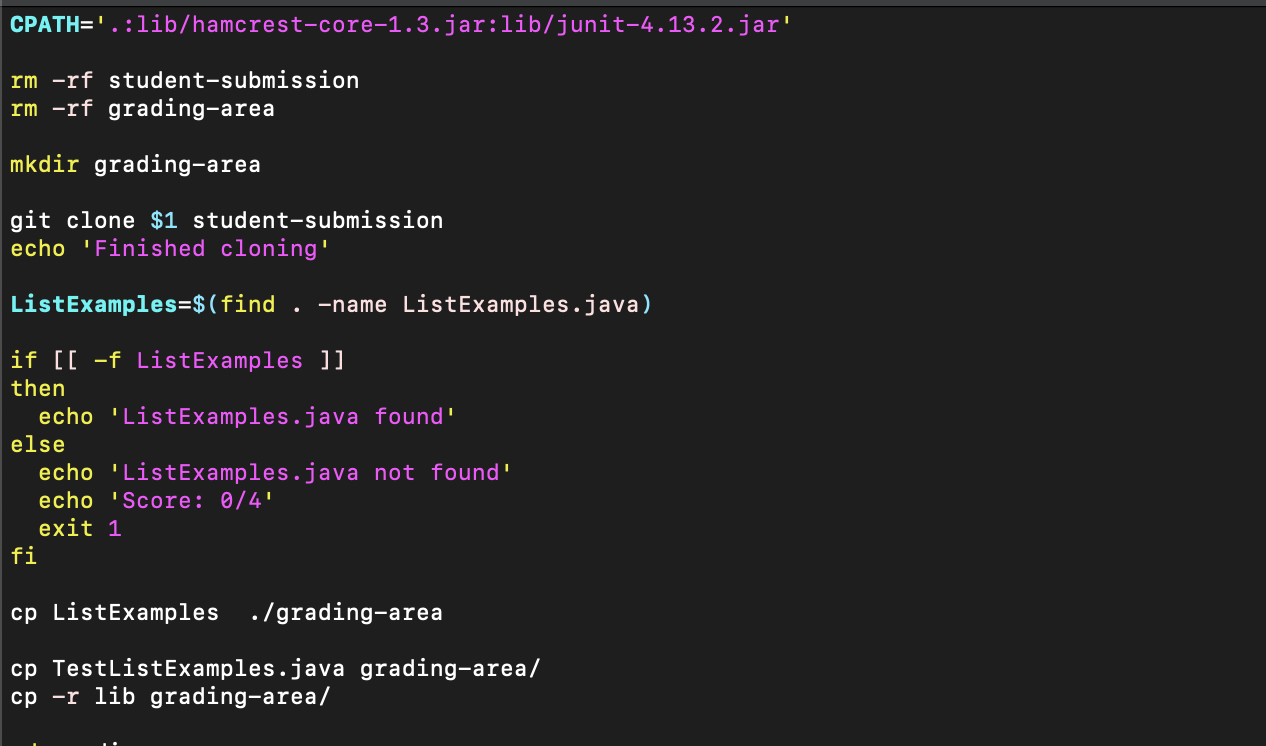 CPATH='.:lib/hamcrest-core-1.3.jar:lib/junit-4.13.2.jar'
rm -rf student-submission
rm -rf grading-area
mkdir grading-area
git clone $1 student-submission
echo 'Finished cloning'
ListExamples=$(find . -name ListExamples.java)
if [[ -f ListExamples ]]
then
  echo 'ListExamples.java found'
else
  echo 'ListExamples.java not found'
  echo 'Score: 0/4'
  exit 1
fi
cp ListExamples  ./grading-area
cp TestListExamples.java grading-area/
cp -r lib grading-area/